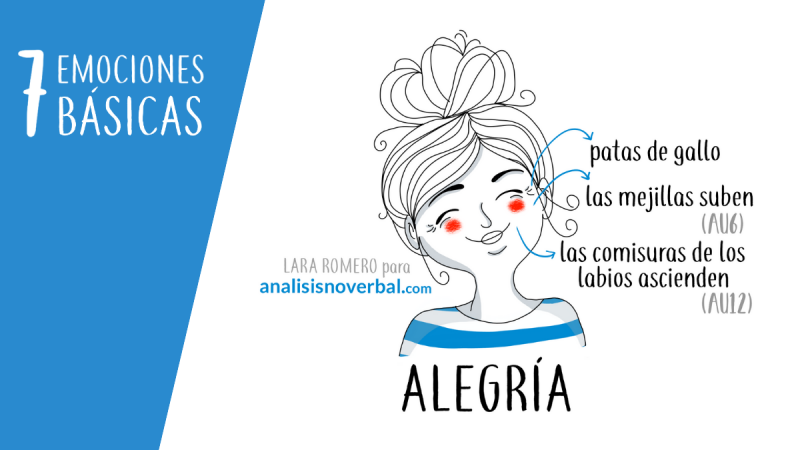 7 EMOCIONES
BÁSICAS
patas de gallo
las mejillas suben
(AU6)
las comisuras de los
labios ascienden
(AU12)
LARA ROMERO para
analisisnoverbal.com
ALEGRÍA